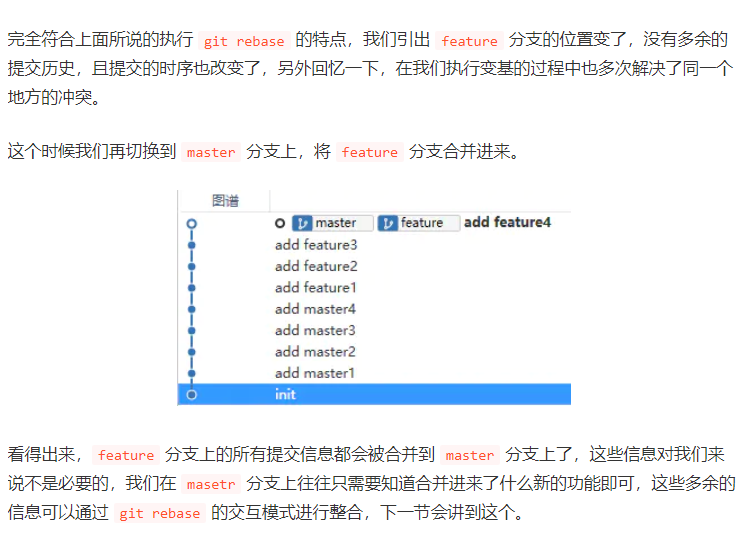 完全符合上面所说的执行 git rebase 的特点，我们引出 feature 分支的位置变了，没有多余的
提交历史，且提交的时序也改变了，另外回忆一下，在我们执行变基的过程中也多次解决了同一个
地方的冲突。
这个时候我们再切换到 master 分支上，将 feature 分支合并进来。
图谱
master feature add feature4
add feature3
add feature2
add feature1
add master4
add master3
add master2
add master1
init
看得出来，feature 分支上的所有提交信息都会被合并到 master 分支上了，这些信息对我们来
说不是必要的，我们在 masetr 分支上往往只需要知道合并进来了什么新的功能即可，这些多余的
信息可以通过 git rebase 的交互模式进行整合，下一节会讲到这个。